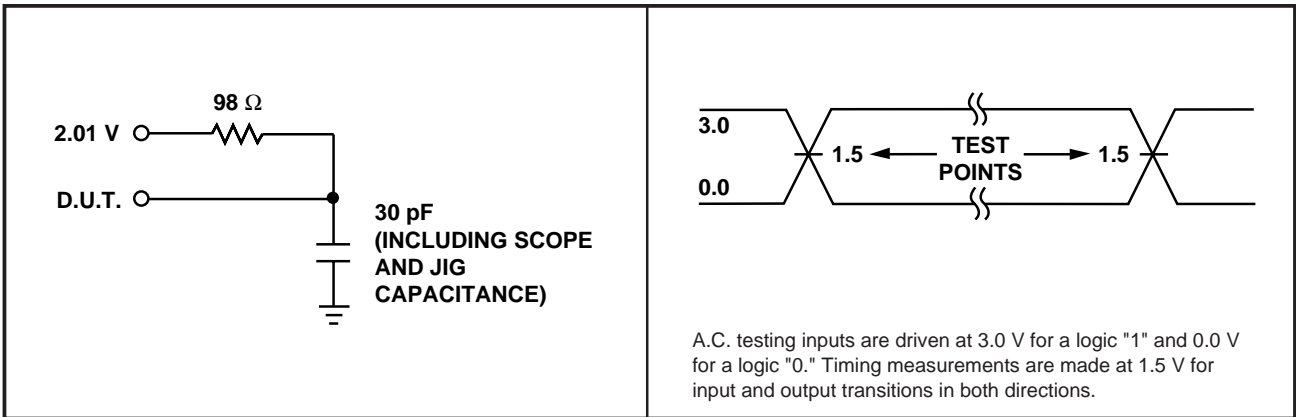 98 Ω
2.01 V
D.U.T.
30 pF
(INCLUDING SCOPE
AND JIG
CAPACITANCE)
3.0
1.5
TEST
POINTS
1.5
0.0
A.C. testing inputs are driven at 3.0 V for a logic "1" and 0.0 V
for a logic "0." Timing measurements are made at 1.5 V for
input and output transitions in both directions.